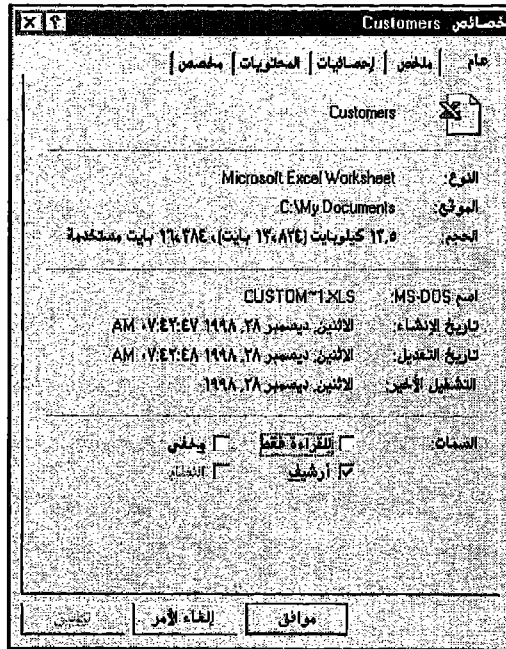 خصائص Customers
عام ملخص إحصائيات المحتويات مخصص
Customers
النوع: Microsoft Excel Worksheet
الموقع: C:\My Documents
الحجم: ١٣,٥ كيلوبايت (١٣،٨٢٤ بايت)، ١٦،٣٨٤ بايت مستخدمة
اسم MS-DOS: CUSTOM~1.XLS
تاريخ الإنشاء: الاثنين, ديسمبر ٢٨, ١٩٩٨ ٠٧:٤٢:٤٧ AM
تاريخ التعديل: الاثنين, ديسمبر ٢٨, ١٩٩٨ ٠٧:٤٢:٤٨ AM
التشغيل الأخير: الاثنين, ديسمبر ٢٨, ١٩٩٨
السمات: للقراءة فقط مخفي
أرشيف النظام
موافق إلغاء الأمر